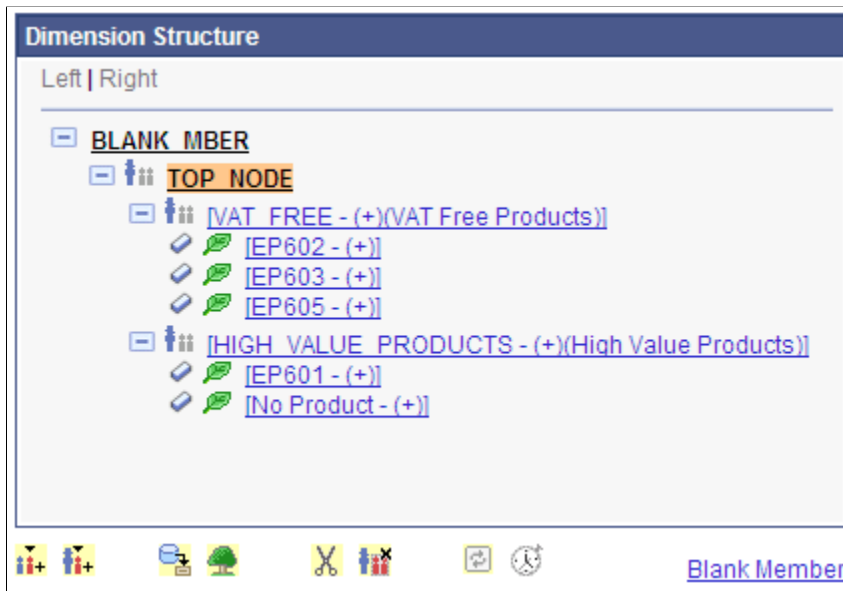 Dimension Structure
Left | Right
BLANK_MBER
TOP_NODE
[VAT_FREE - (+)(VAT Free Products)]
[EP602 - (+)]
[EP603 - (+)]
[EP605 - (+)]
[HIGH_VALUE_PRODUCTS - (+)(High Value Products)]
[EP601 - (+)]
[No Product - (+)]
Blank Member